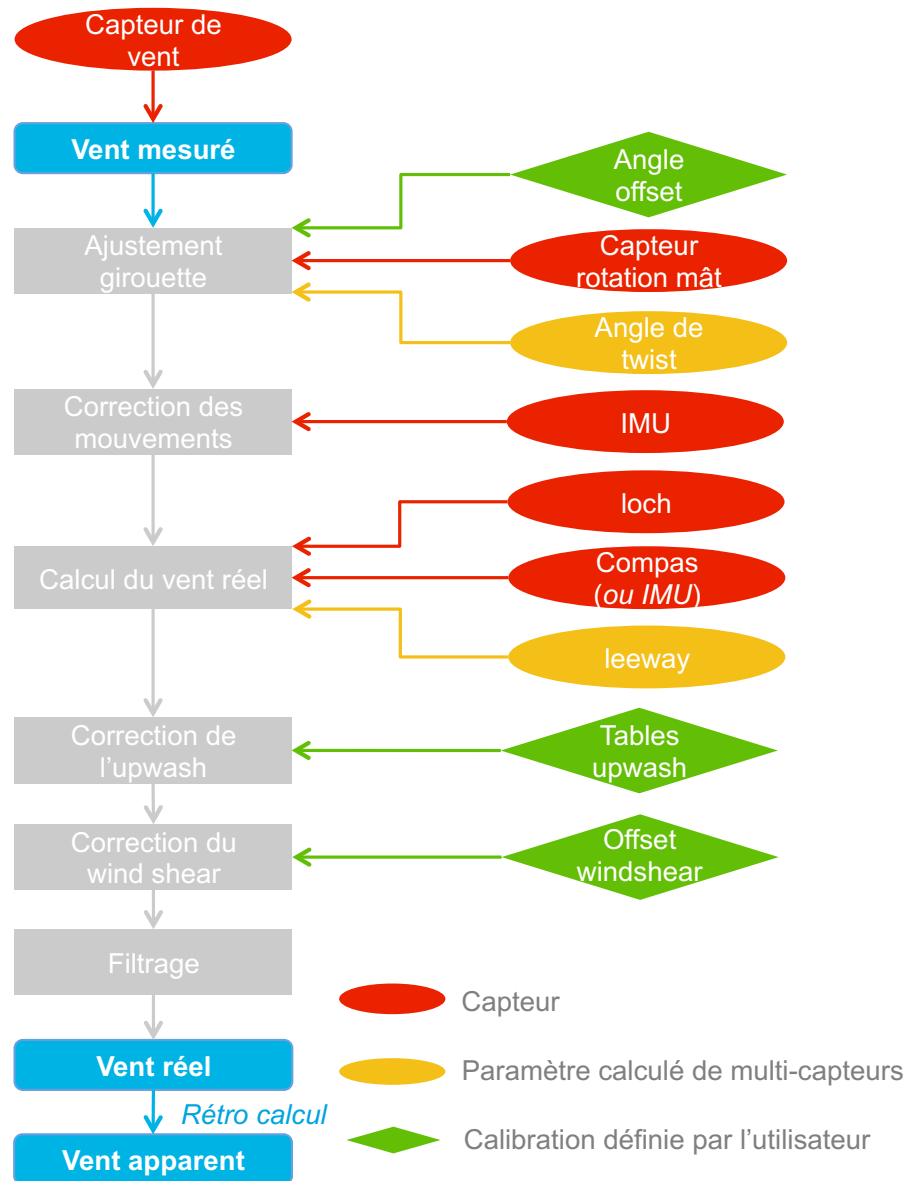 Capteur de
vent
Vent mesuré
Angle
offset
Ajustement
girouette
Capteur
rotation mât
Angle de
twist
Correction des
mouvements
IMU
loch
Calcul du vent réel
Compas
(ou IMU)
leeway
Correction de
l’upwash
Tables
upwash
Correction du
wind shear
Offset
windshear
Filtrage
Capteur
Vent réel
Paramètre calculé de multi-capteurs
Rétro calcul
Calibration définie par l’utilisateur
Vent apparent